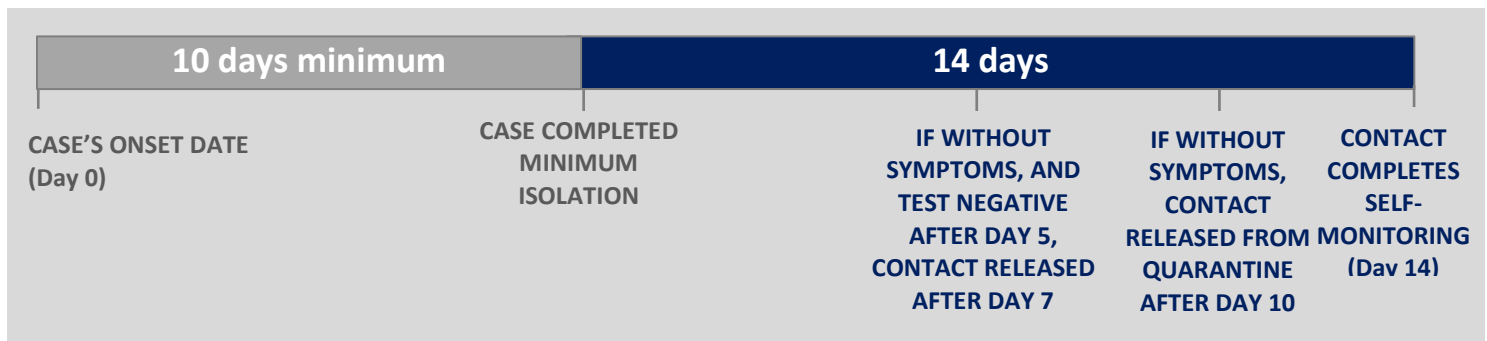 10 days minimum
14 days
CASE’S ONSET DATE
(Day 0)
CASE COMPLETED
MINIMUM
ISOLATION
IF WITHOUT
SYMPTOMS, AND
TEST NEGATIVE
AFTER DAY 5,
CONTACT RELEASED
AFTER DAY 7
IF WITHOUT
SYMPTOMS,
CONTACT
RELEASED FROM
QUARANTINE
AFTER DAY 10
CONTACT
COMPLETES
SELF-
MONITORING
(Day 14)